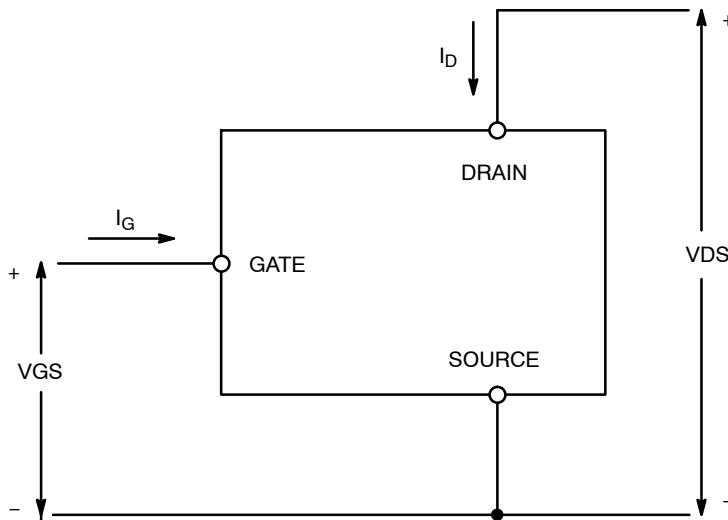 +
I_D
DRAIN
I_G
GATE
VDS
+
SOURCE
VGS
–
–